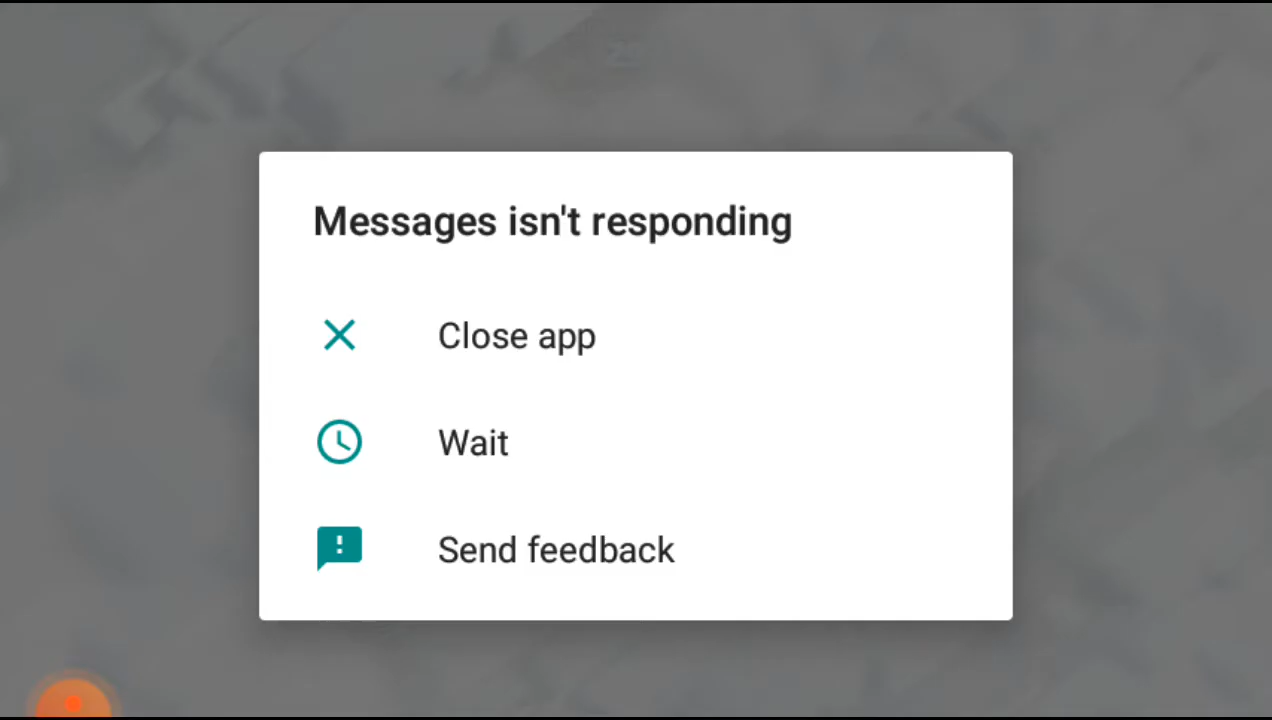 Messages isn't responding
Close app
Wait
Send feedback